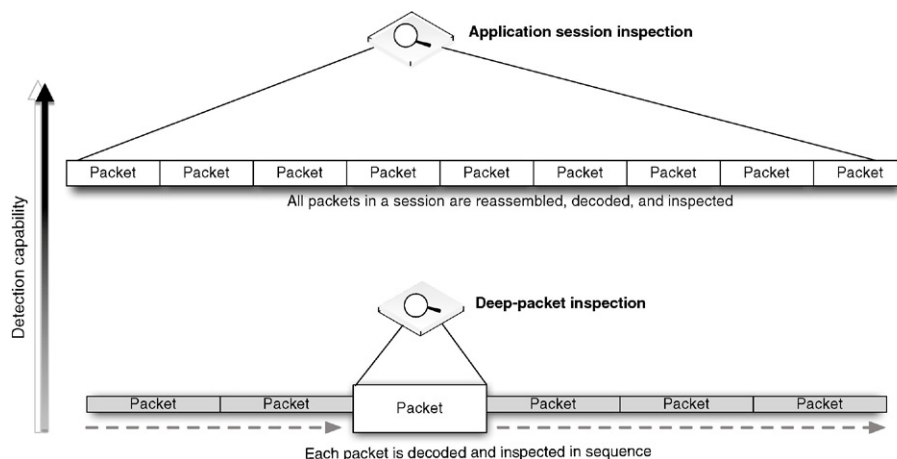 Application session inspection
Packet Packet Packet Packet Packet Packet Packet Packet Packet
All packets in a session are reassembled, decoded, and inspected
Detection capability
Deep-packet inspection
Packet Packet Packet Packet Packet Packet
Each packet is decoded and inspected in sequence